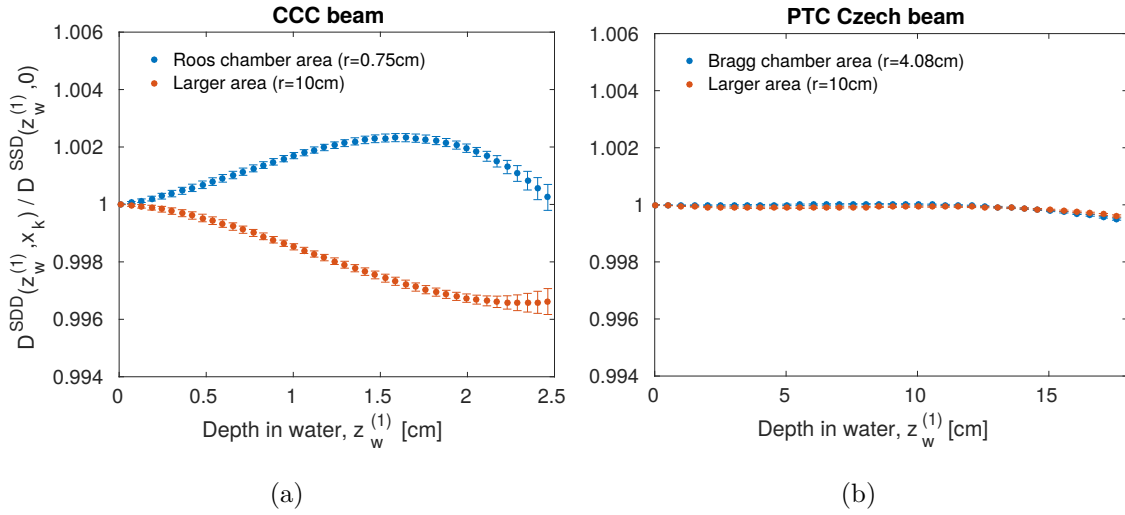 CCC beam
D^SDD(z_w^(1),x_k) / D^SSD(z_w^(1),0)
1.006
1.004
1.002
1
0.998
0.996
0.994
Roos chamber area (r=0.75cm)
Larger area (r=10cm)
0 0.5 1 1.5 2 2.5
Depth in water, z_w^(1) [cm]
(a)
PTC Czech beam
1.006
1.004
1.002
1
0.998
0.996
0.994
Bragg chamber area (r=4.08cm)
Larger area (r=10cm)
0 5 10 15
Depth in water, z_w^(1) [cm]
(b)